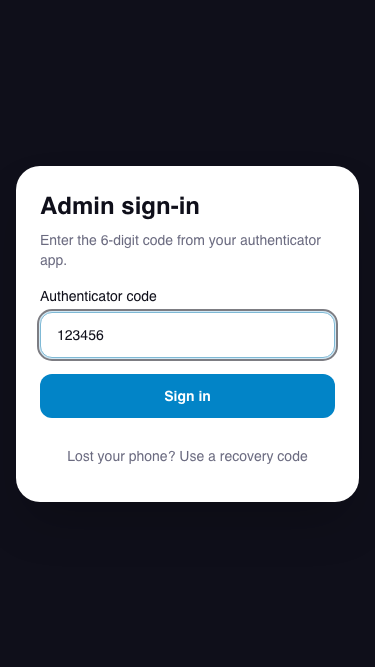 Admin sign-in
Enter the 6-digit code from your authenticator
app.
Authenticator code
123456
Sign in
Lost your phone? Use a recovery code